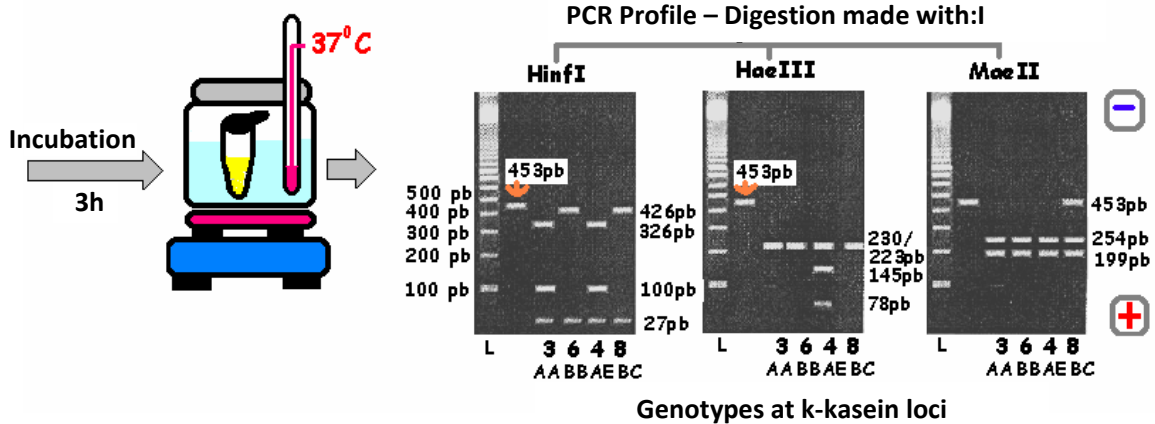 PCR Profile – Digestion made with:I
37⁰ C
Incubation
3h
HinfI
HaeIII
MaeII
453pb
500 pb
400 pb
300 pb
200 pb
100 pb
426pb
326pb
100pb
27pb
453pb
230/
223pb
145pb
78pb
453pb
254pb
199pb
−
+
L 3 6 4 8
AA BB AE BC
L 3 6 4 8
AA BB AE BC
L 3 6 4 8
AA BB AE BC
Genotypes at k-kasein loci